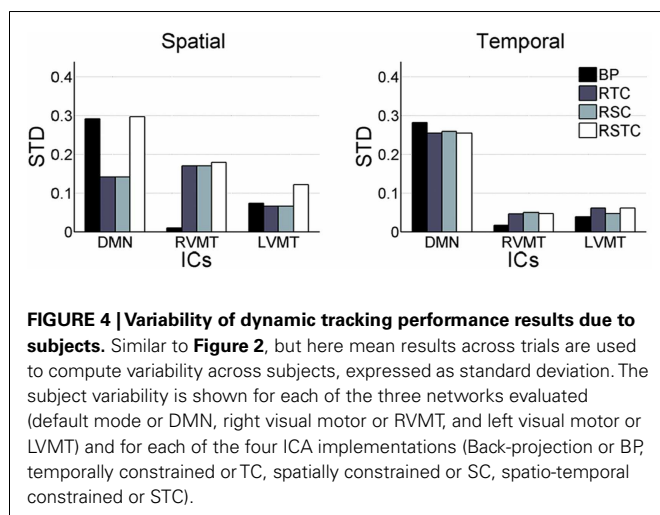 Spatial
Temporal
0.4
0.3
0.2
0.1
0
STD
DMN
RVMT
LVMT
ICs
0.4
0.3
0.2
0.1
0
STD
DMN
RVMT
LVMT
ICs
BP
RTC
RSC
RSTC
FIGURE 4 | Variability of dynamic tracking performance results due to
subjects. Similar to Figure 2, but here mean results across trials are used
to compute variability across subjects, expressed as standard deviation. The
subject variability is shown for each of the three networks evaluated
(default mode or DMN, right visual motor or RVMT, and left visual motor or
LVMT) and for each of the four ICA implementations (Back-projection or BP,
temporally constrained or TC, spatially constrained or SC, spatio-temporal
constrained or STC).